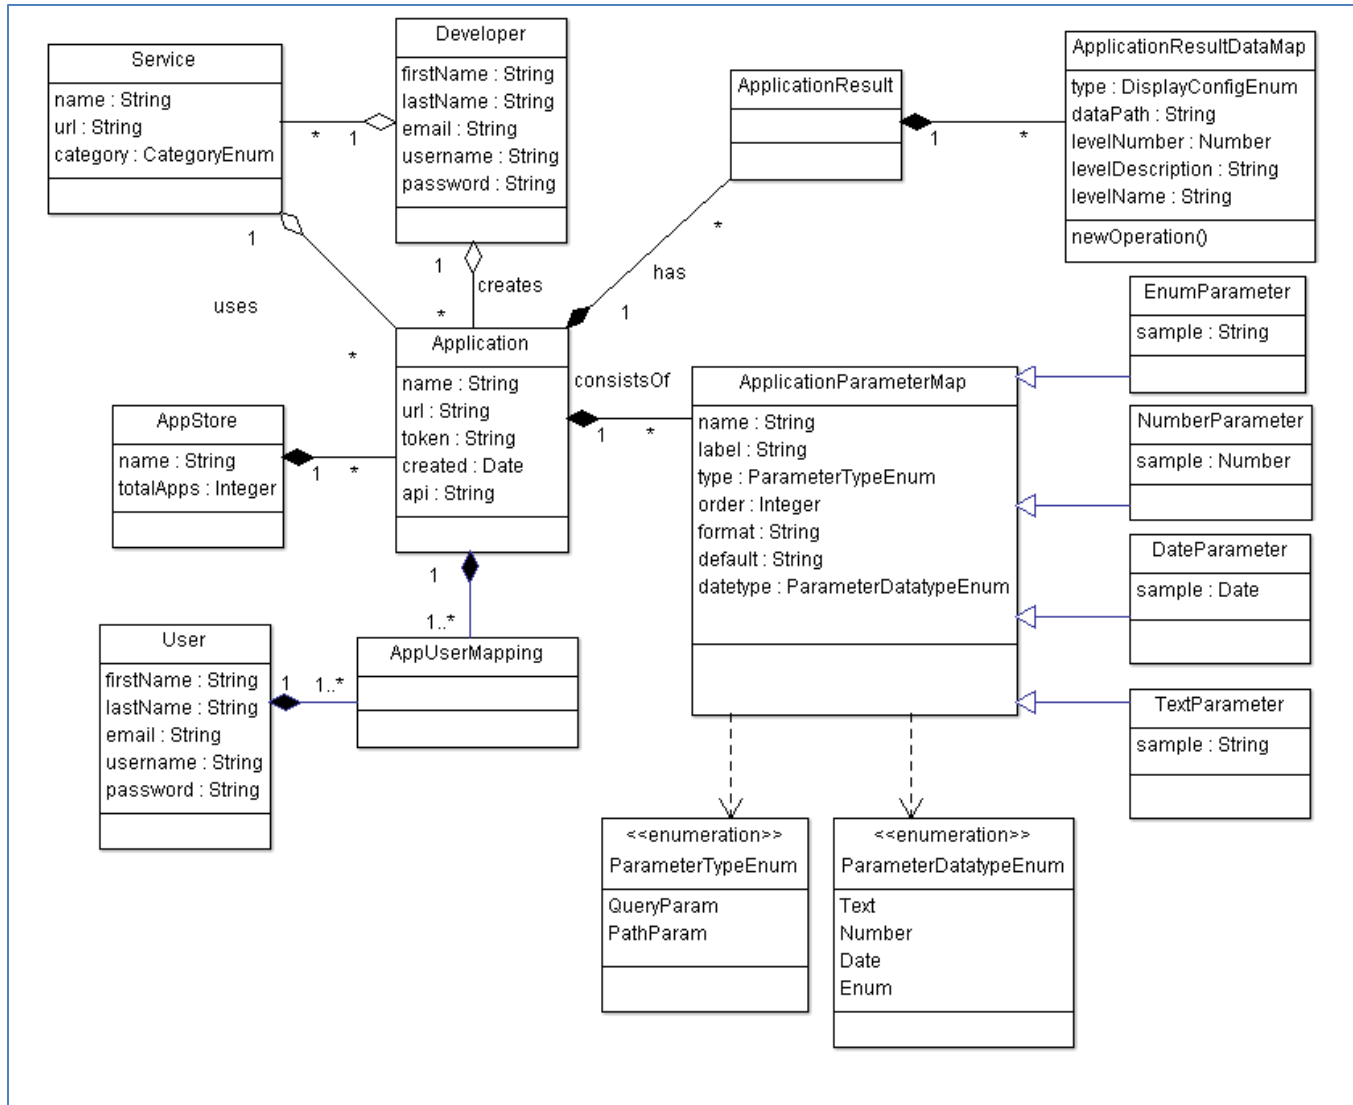 Service
name : String
url : String
category : CategoryEnum
Developer
firstName : String
lastName : String
email : String
username : String
password : String
ApplicationResult
ApplicationResultDataMap
type : DisplayConfigEnum
dataPath : String
levelNumber : Number
levelDescription : String
levelName : String
newOperation()
*
1
1
*
1
uses
*
1
creates
*
*
has
1
Application
name : String
url : String
token : String
created : Date
api : String
consistsOf
1
*
ApplicationParameterMap
name : String
label : String
type : ParameterTypeEnum
order : Integer
format : String
default : String
datetype : ParameterDatatypeEnum
EnumParameter
sample : String
NumberParameter
sample : Number
DateParameter
sample : Date
TextParameter
sample : String
AppStore
name : String
totalApps : Integer
1
*
1
1..*
User
firstName : String
lastName : String
email : String
username : String
password : String
1
1..*
AppUserMapping
<<enumeration>>
ParameterTypeEnum
QueryParam
PathParam
<<enumeration>>
ParameterDatatypeEnum
Text
Number
Date
Enum